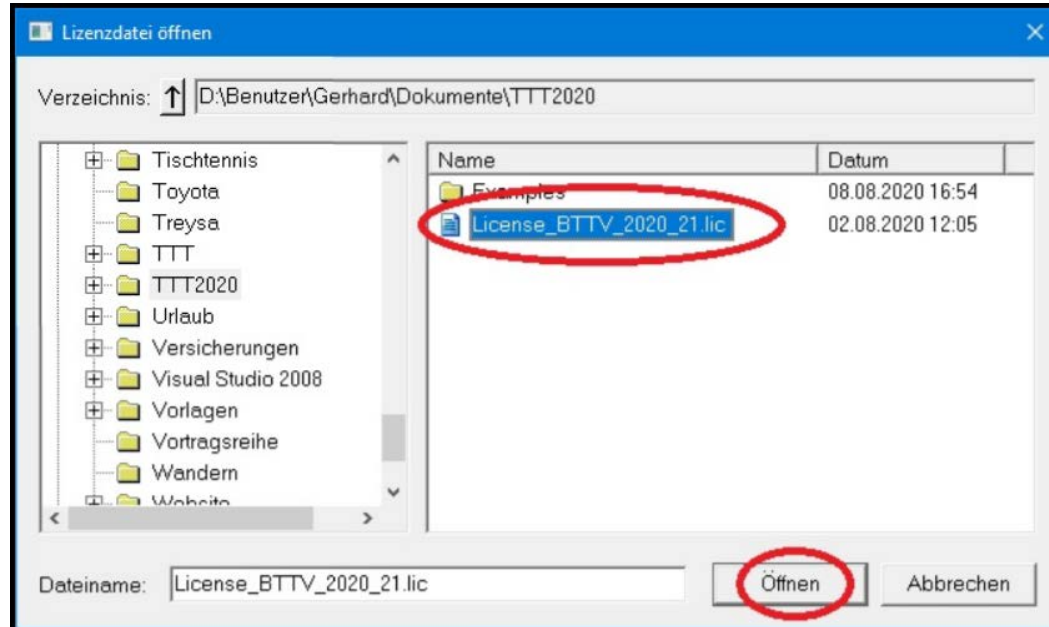 Lizenzdatei öffnen
Verzeichnis: D:\Benutzer\Gerhard\Dokumente\TTT2020
Tischtennis
Toyota
Treysa
TTT
TTT2020
Urlaub
Versicherungen
Visual Studio 2008
Vorlagen
Vortragsreihe
Wandern
Website
Name Datum
Examples 08.08.2020 16:54
License_BTTV_2020_21.lic 02.08.2020 12:05
Dateiname: License_BTTV_2020_21.lic Öffnen Abbrechen